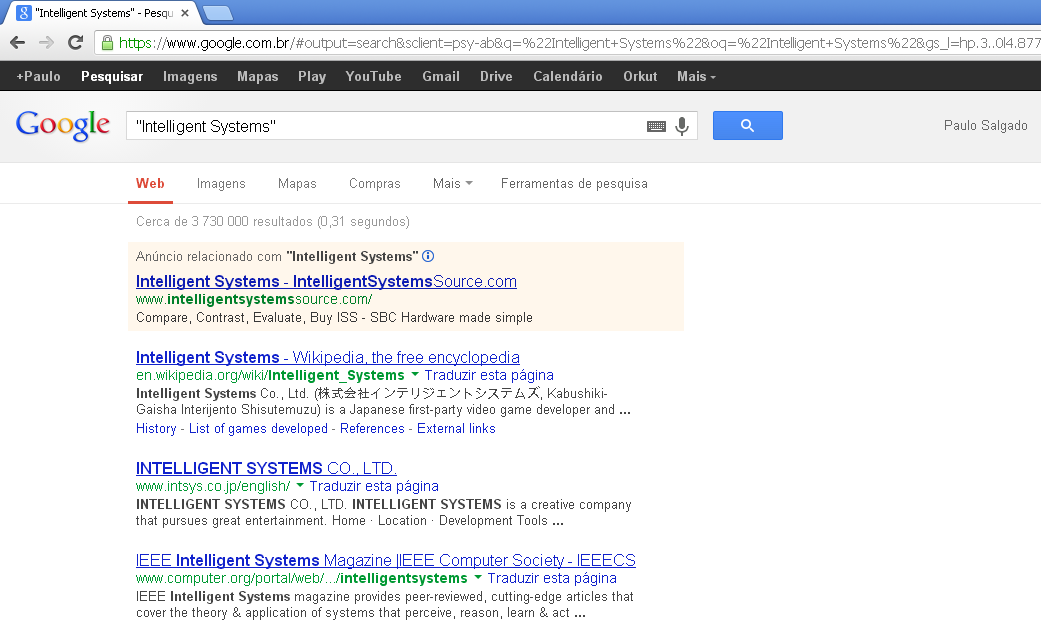 "Intelligent Systems" - Pesqu
https://www.google.com.br/#output=search&sclient=psy-ab&q=%22Intelligent+Systems%22&oq=%22Intelligent+Systems%22&gs_l=hp.3..0l4.877
+Paulo Pesquisar Imagens Mapas Play YouTube Gmail Drive Calendário Orkut Mais
Google "Intelligent Systems" Paulo Salgado
Web Imagens Mapas Compras Mais Ferramentas de pesquisa
Cerca de 3 730 000 resultados (0,31 segundos)
Anúncio relacionado com "Intelligent Systems"
Intelligent Systems - IntelligentSystemsSource.com
www.intelligentsystemssource.com/
Compare, Contrast, Evaluate, Buy ISS - SBC Hardware made simple
Intelligent Systems - Wikipedia, the free encyclopedia
en.wikipedia.org/wiki/Intelligent_Systems Traduzir esta página
Intelligent Systems Co., Ltd. (株式会社インテリジェントシステムズ, Kabushiki-
Gaisha Interijento Shisutemuzu) is a Japanese first-party video game developer and ...
History - List of games developed - References - External links
INTELLIGENT SYSTEMS CO., LTD.
www.intsys.co.jp/english/ Traduzir esta página
INTELLIGENT SYSTEMS CO., LTD. INTELLIGENT SYSTEMS is a creative company
that pursues great entertainment. Home · Location · Development Tools ...
IEEE Intelligent Systems Magazine |IEEE Computer Society - IEEECS
www.computer.org/portal/web/.../intelligentsystems Traduzir esta página
IEEE Intelligent Systems magazine provides peer-reviewed, cutting-edge articles that
cover the theory & application of systems that perceive, reason, learn & act ...